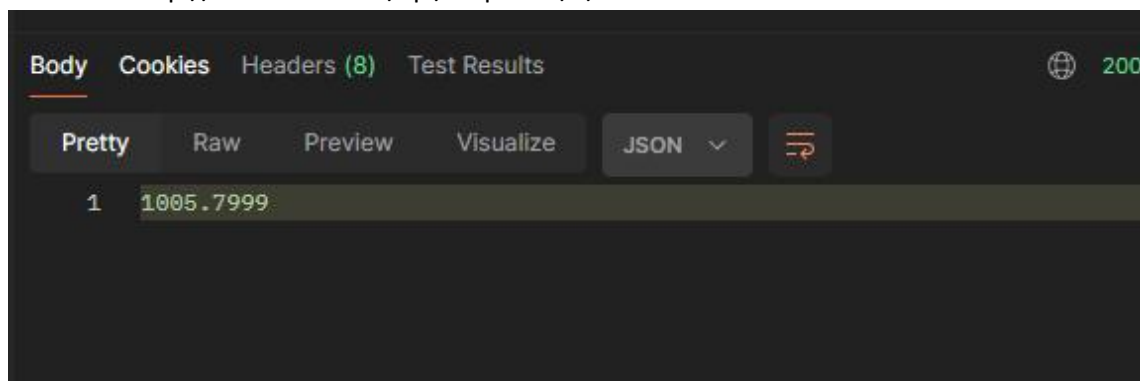 Body Cookies Headers (8) Test Results 200
Pretty Raw Preview Visualize JSON
1 1005.7999